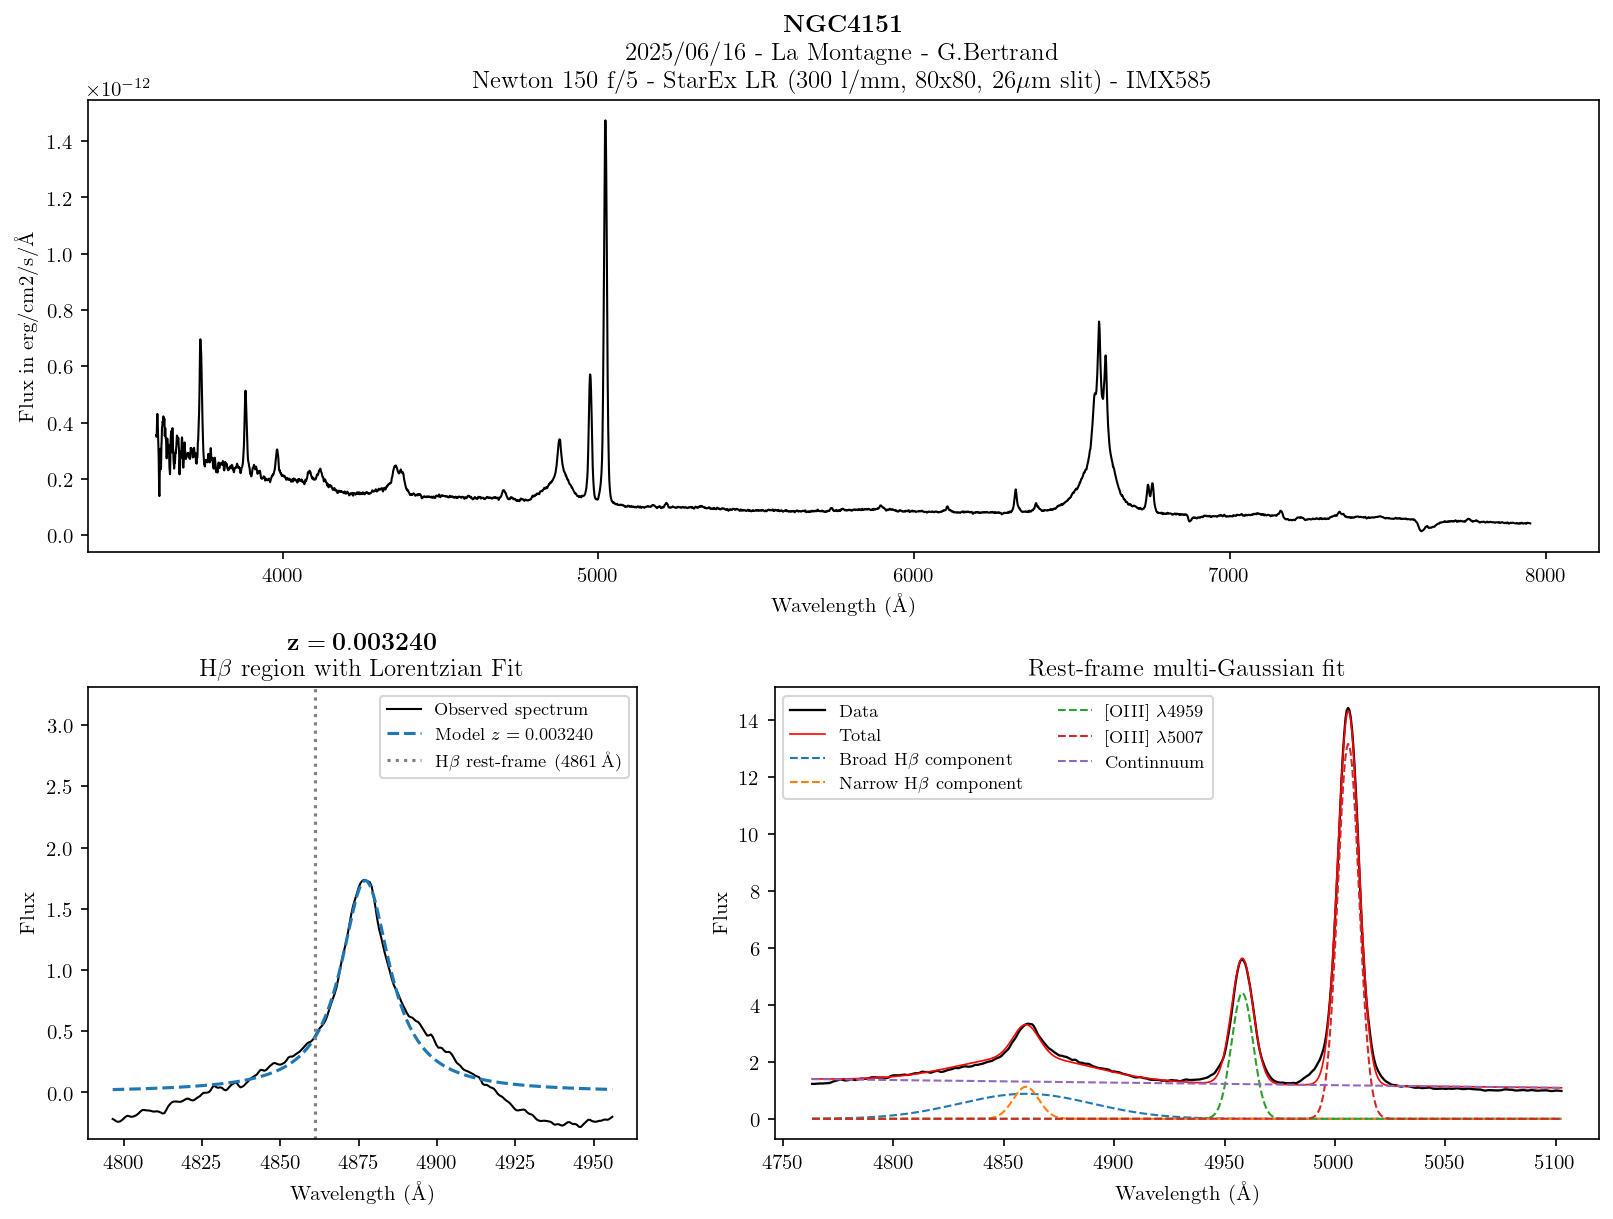 NGC4151
2025/06/16 - La Montagne - G.Bertrand
Newton 150 f/5 - StarEx LR (300 l/mm, 80x80, 26μm slit) - IMX585
×10⁻¹²
1.4
1.2
1.0
0.8
0.6
0.4
0.2
0.0
Flux in erg/cm2/s/Å
4000 5000 6000 7000 8000
Wavelength (Å)
z = 0.003240
Hβ region with Lorentzian Fit
Observed spectrum
Model z = 0.003240
Hβ rest-frame (4861 Å)
3.0
2.5
2.0
1.5
1.0
0.5
0.0
Flux
4800 4825 4850 4875 4900 4925 4950
Wavelength (Å)
Rest-frame multi-Gaussian fit
Data
Total
Broad Hβ component
Narrow Hβ component
[OIII] λ4959
[OIII] λ5007
Continnuum
14
12
10
8
6
4
2
0
Flux
4750 4800 4850 4900 4950 5000 5050 5100
Wavelength (Å)